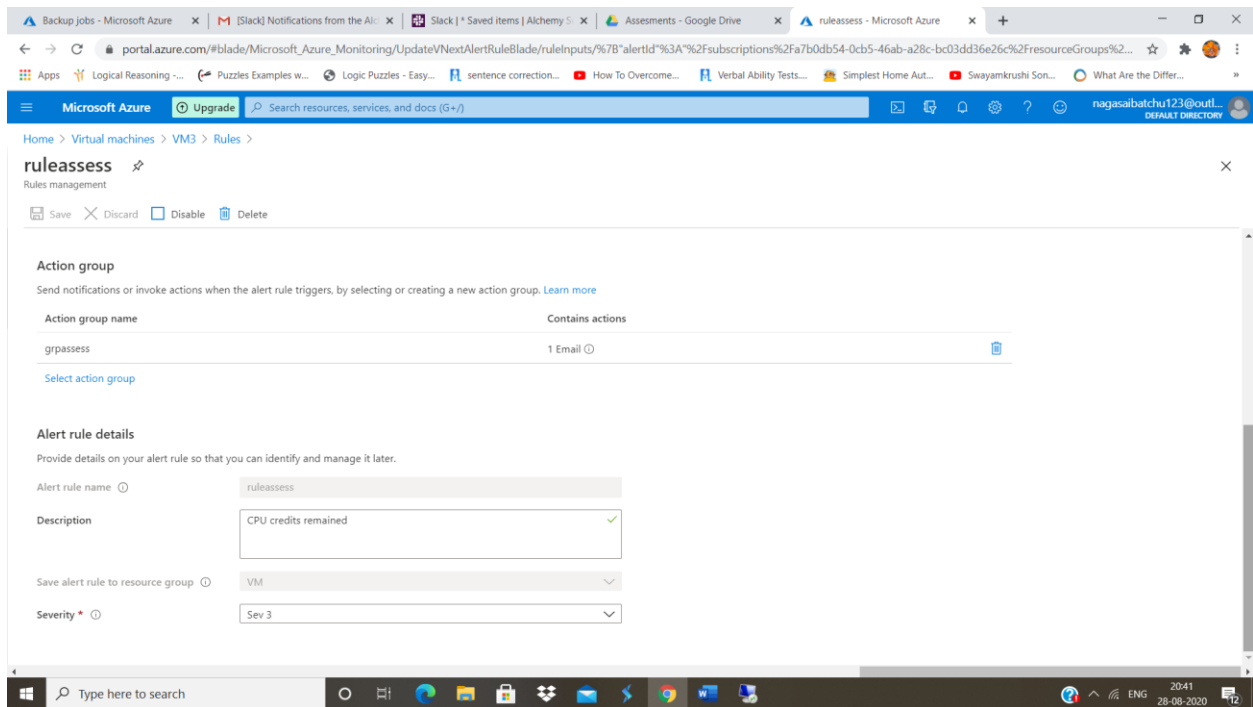 Backup jobs - Microsoft Azure
[Slack] Notifications from the Alc
Slack | * Saved items | Alchemy S
Assesments - Google Drive
ruleassess - Microsoft Azure
portal.azure.com/#blade/Microsoft_Azure_Monitoring/UpdateVNextAlertRuleBlade/ruleInputs/%7B"alertId"%3A"%2Fsubscriptions%2Fa7b0db54-0cb5-46ab-a28c-bc03dd36e26c%2FresourceGroups%2...
Apps Logical Reasoning -... Puzzles Examples w... Logic Puzzles - Easy... sentence correction... How To Overcome... Verbal Ability Tests... Simplest Home Aut... Swayamkrushi Son... What Are the Differ... »
Microsoft Azure Upgrade Search resources, services, and docs (G+/) nagasaibatchu123@outl...
DEFAULT DIRECTORY
Home > Virtual machines > VM3 > Rules >
ruleassess
Rules management
Save Discard Disable Delete
Action group
Send notifications or invoke actions when the alert rule triggers, by selecting or creating a new action group. Learn more
Action group name Contains actions
grpassess 1 Email
Select action group
Alert rule details
Provide details on your alert rule so that you can identify and manage it later.
Alert rule name ruleassess
Description CPU credits remained
Save alert rule to resource group VM
Severity * Sev 3
Type here to search
ENG
20:41
28-08-2020
12